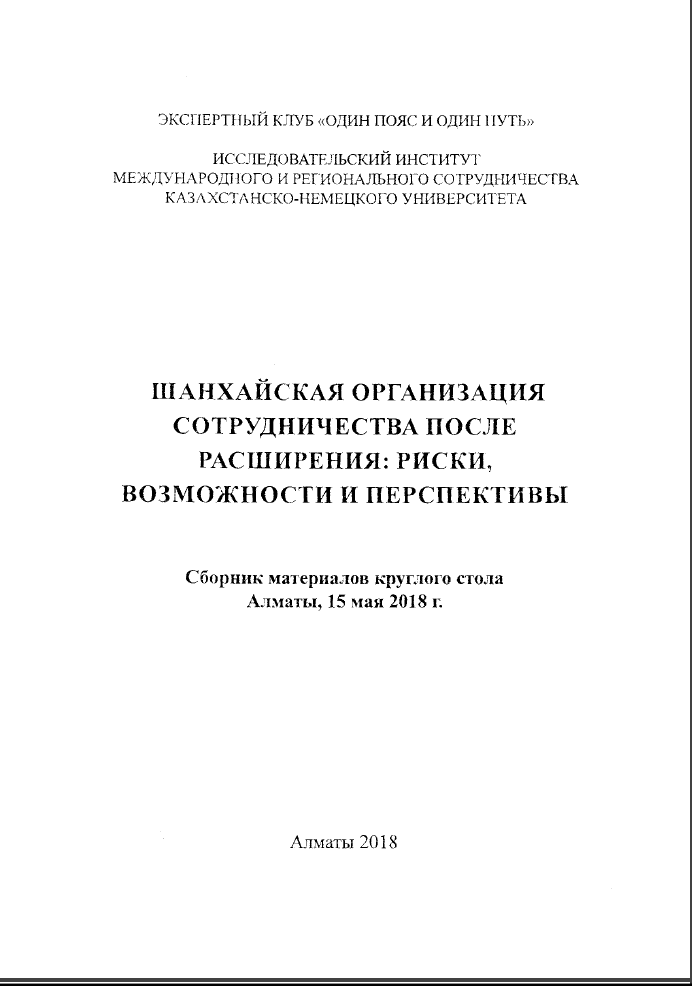 ЭКСПЕРТНЫЙ КЛУБ «ОДИН ПОЯС И ОДИН ПУТЬ»
ИССЛЕДОВАТЕЛЬСКИЙ ИНСТИТУТ
МЕЖДУНАРОДНОГО И РЕГИОНАЛЬНОГО СОТРУДНИЧЕСТВА
КАЗАХСТАНСКО-НЕМЕЦКОГО УНИВЕРСИТЕТА
ШАНХАЙСКАЯ ОРГАНИЗАЦИЯ
СОТРУДНИЧЕСТВА ПОСЛЕ
РАСШИРЕНИЯ: РИСКИ,
ВОЗМОЖНОСТИ И ПЕРСПЕКТИВЫ
Сборник материалов круглого стола
Алматы, 15 мая 2018 г.
Алматы 2018